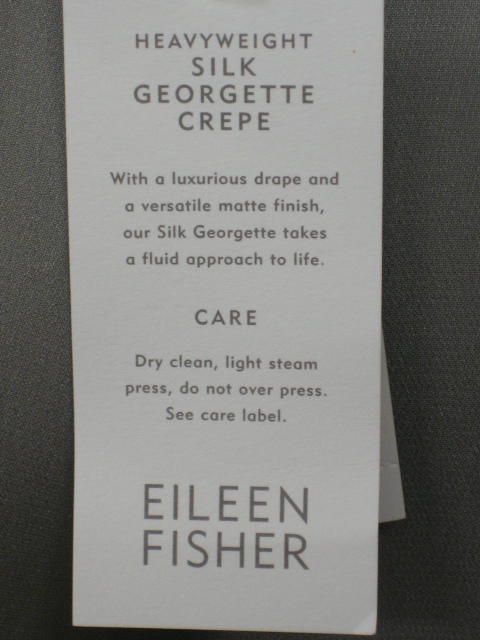 HEAVYWEIGHT
SILK
GEORGETTE
CREPE
With a luxurious drape and
a versatile matte finish,
our Silk Georgette takes
a fluid approach to life.
CARE
Dry clean, light steam
press, do not over press.
See care label.
EILEEN
FISHER